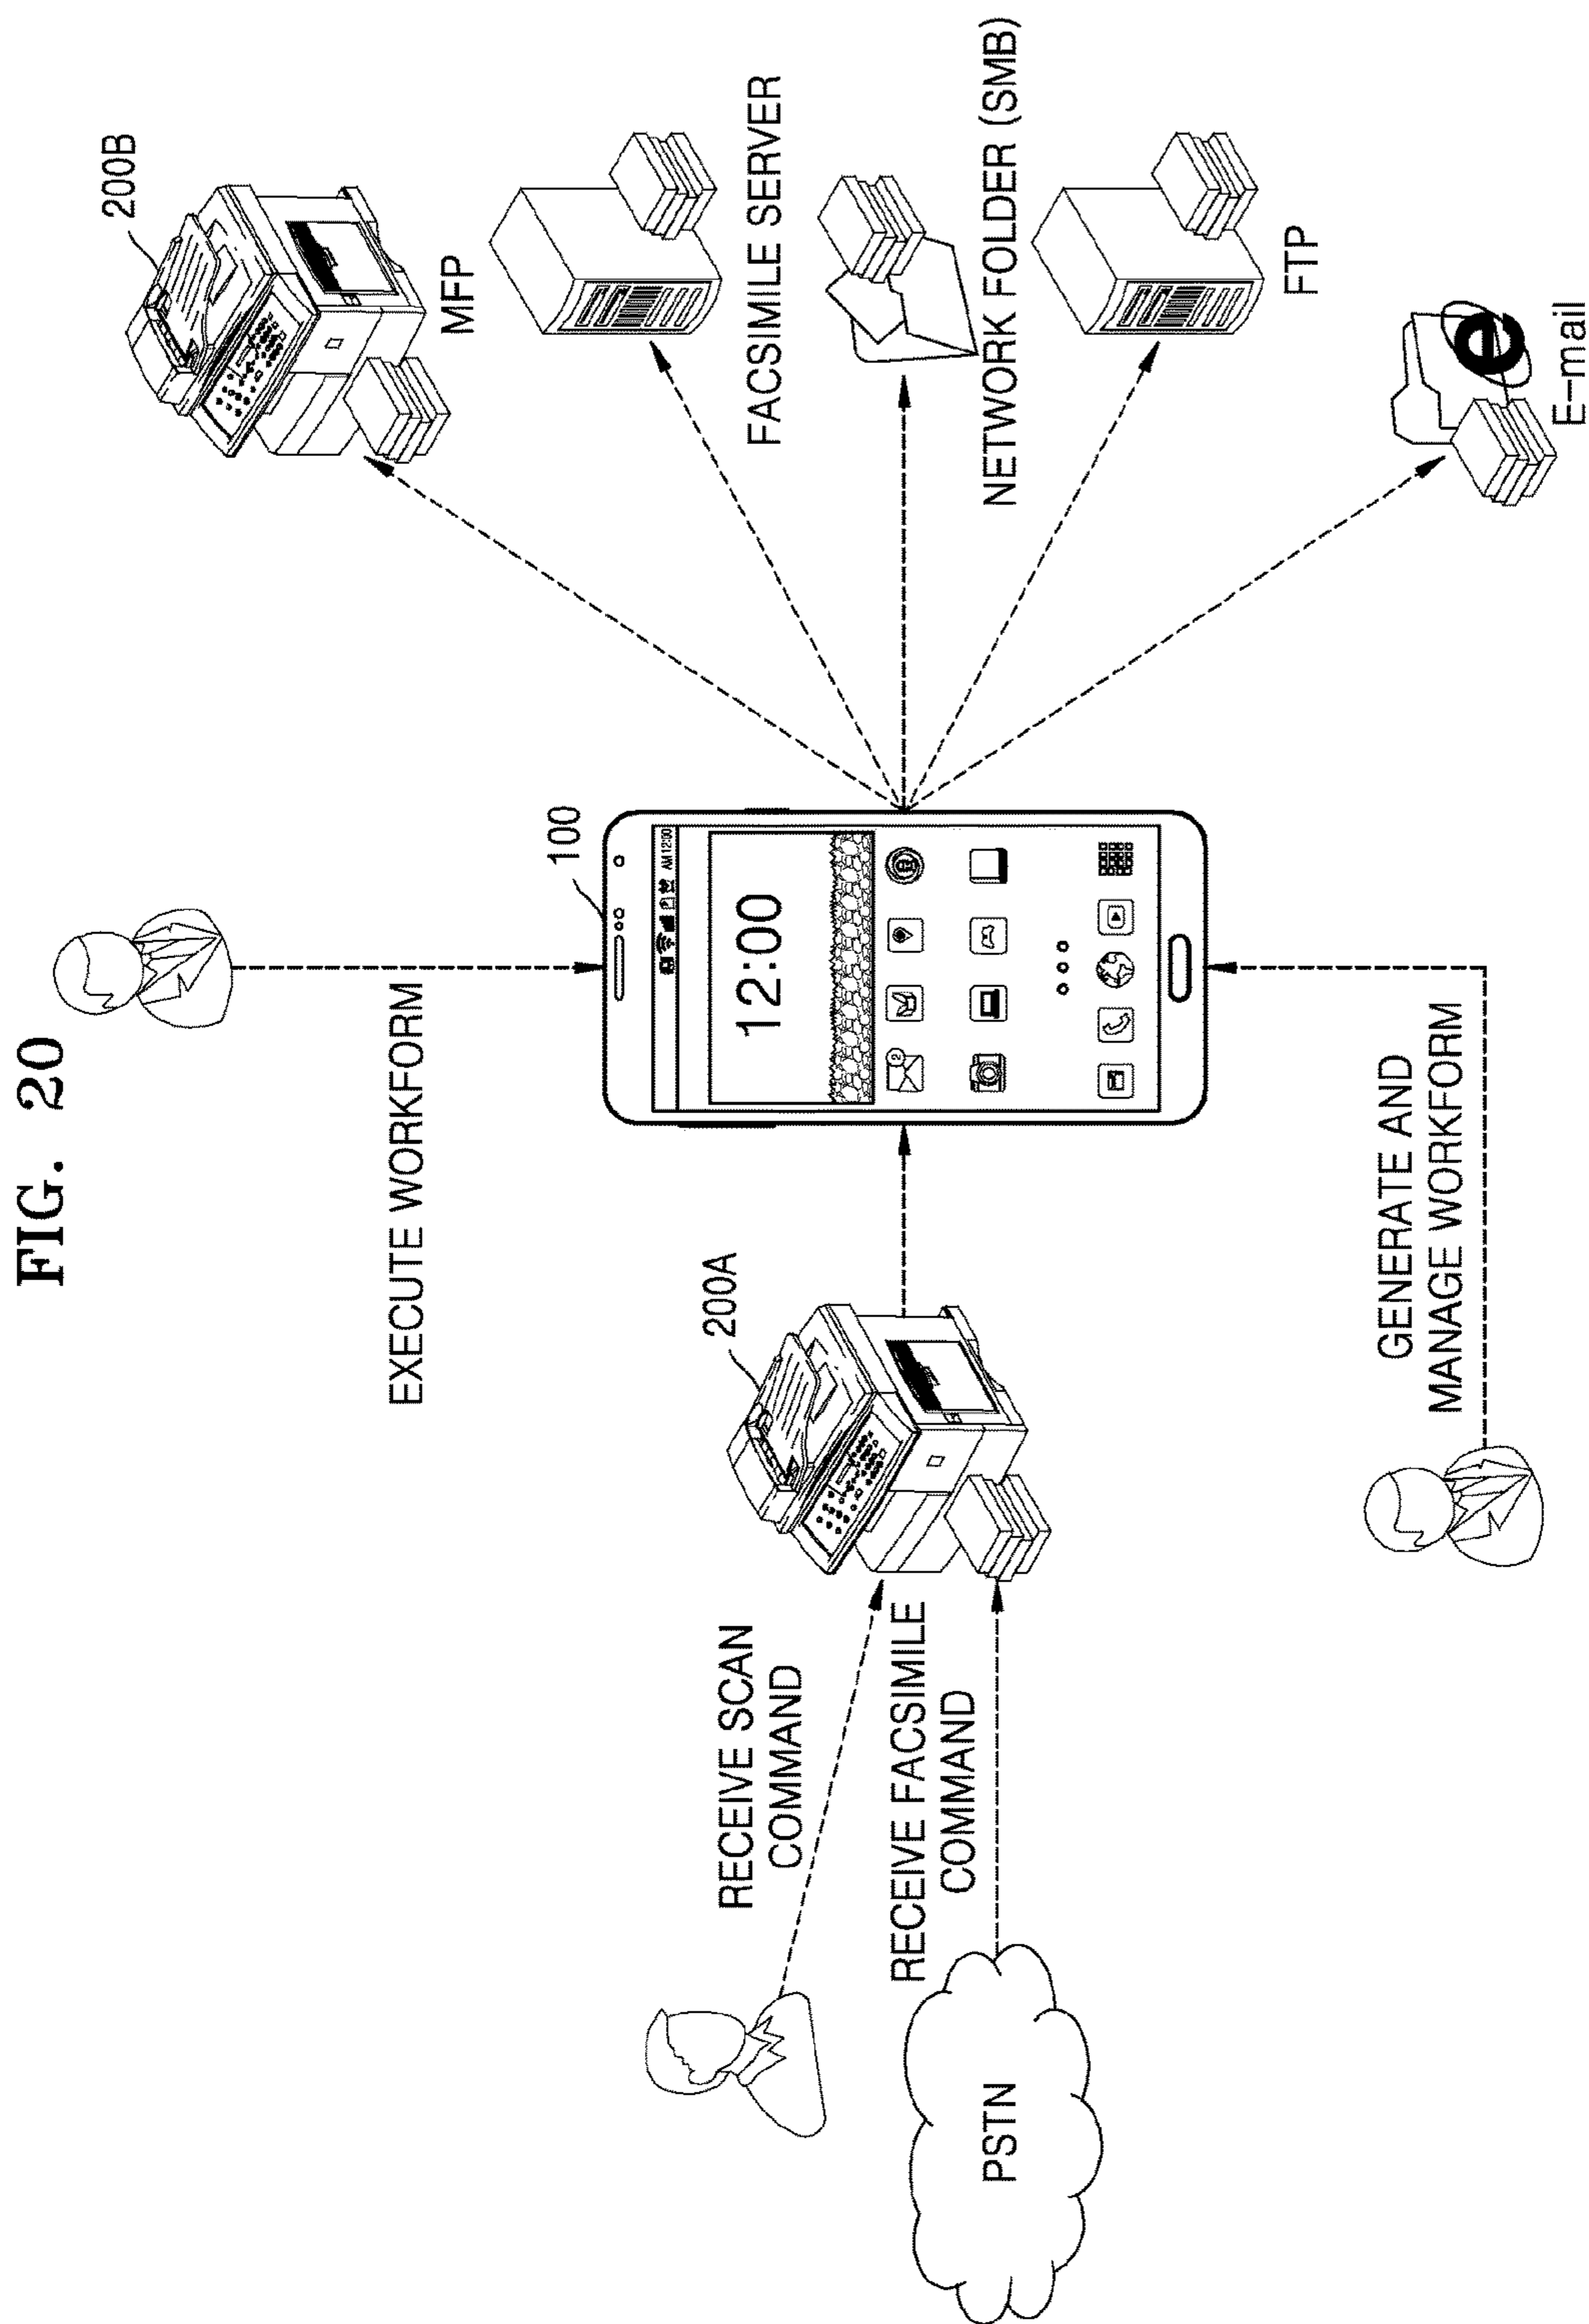 FIG. 20
EXECUTE WORKFORM
200B
MFP
100
AM 12:00
12:00
2
FACSIMILE SERVER
200A
RECEIVE SCAN
COMMAND
RECEIVE FACSIMILE
COMMAND
NETWORK FOLDER (SMB)
PSTN
FTP
GENERATE AND
MANAGE WORKFORM
E-mail